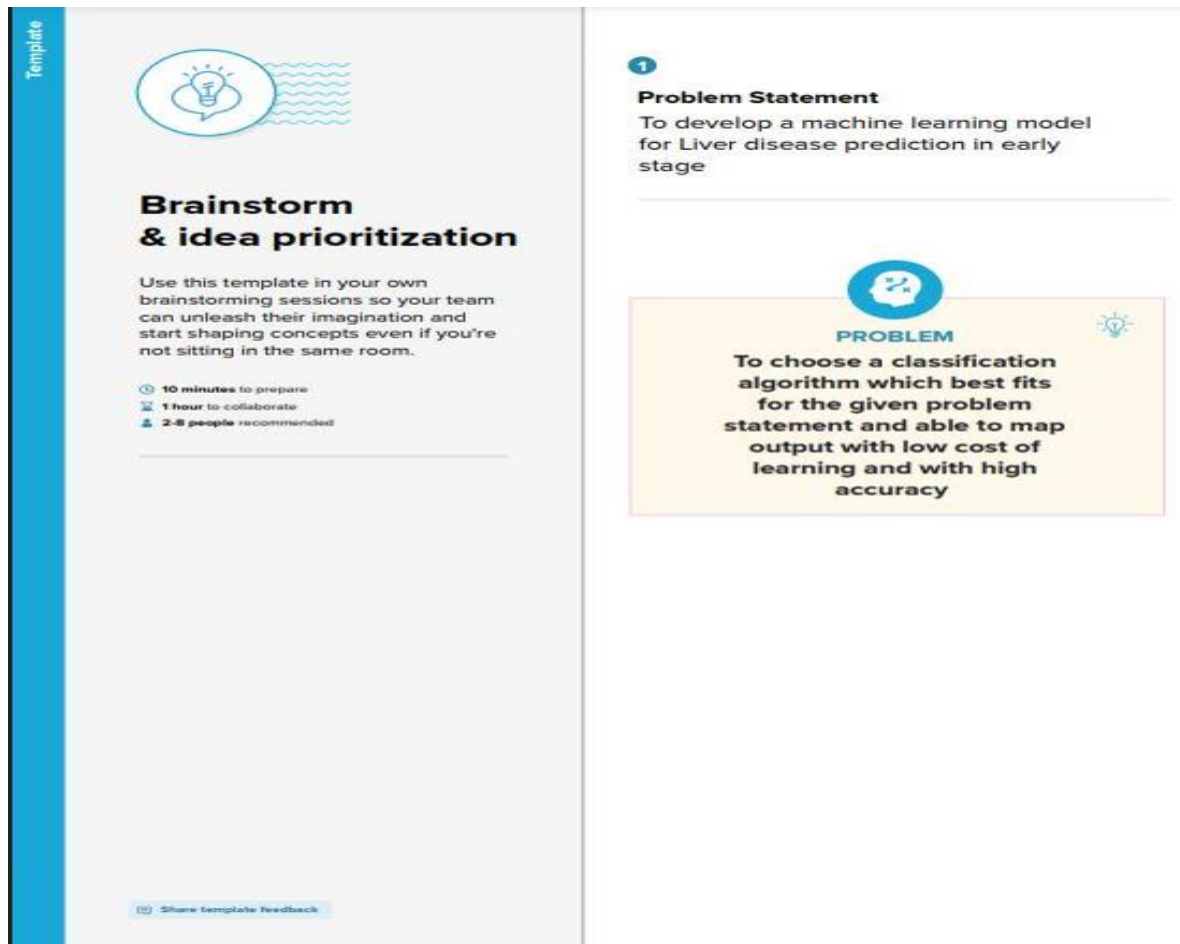 Template
Brainstorm
& idea prioritization
Use this template in your own
brainstorming sessions so your team
can unleash their imagination and
start shaping concepts even if you're
not sitting in the same room.
10 minutes to prepare
1 hour to collaborate
2-8 people recommended
Share template feedback
1
Problem Statement
To develop a machine learning model
for Liver disease prediction in early
stage
PROBLEM
To choose a classification
algorithm which best fits
for the given problem
statement and able to map
output with low cost of
learning and with high
accuracy